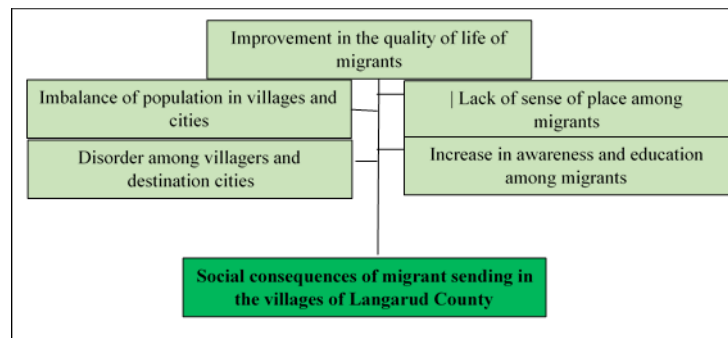 Improvement in the quality of life of
migrants
Imbalance of population in villages and
cities
| Lack of sense of place among
migrants
Disorder among villagers and
destination cities
Increase in awareness and education
among migrants
Social consequences of migrant sending in
the villages of Langarud County